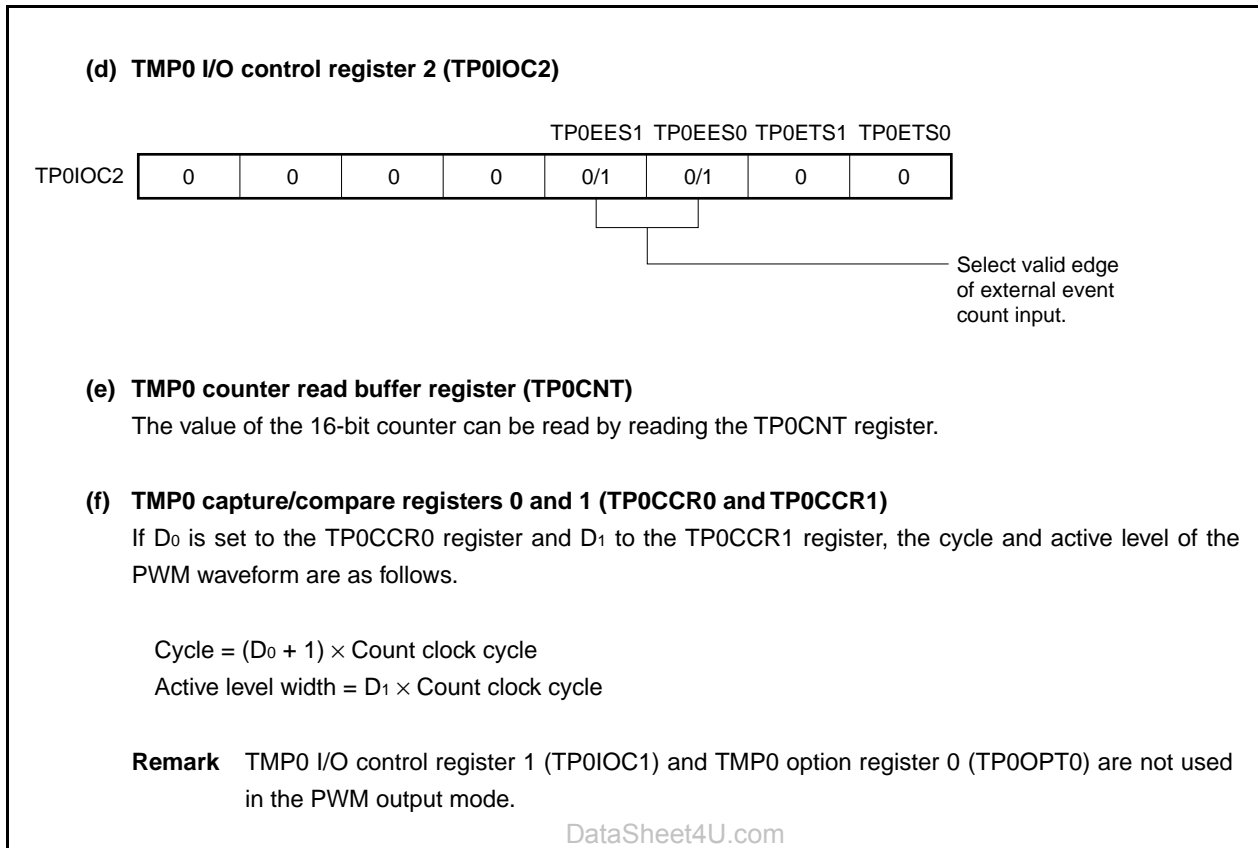 (d) TMP0 I/O control register 2 (TP0IOC2)
TP0EES1 TP0EES0 TP0ETS1 TP0ETS0
TP0IOC2 0 0 0 0 0/1 0/1 0 0
Select valid edge
of external event
count input.
(e) TMP0 counter read buffer register (TP0CNT)
The value of the 16-bit counter can be read by reading the TP0CNT register.
(f) TMP0 capture/compare registers 0 and 1 (TP0CCR0 and TP0CCR1)
If D0 is set to the TP0CCR0 register and D1 to the TP0CCR1 register, the cycle and active level of the
PWM waveform are as follows.
Cycle = (D0 + 1) × Count clock cycle
Active level width = D1 × Count clock cycle
Remark TMP0 I/O control register 1 (TP0IOC1) and TMP0 option register 0 (TP0OPT0) are not used
in the PWM output mode.
DataSheet4U.com